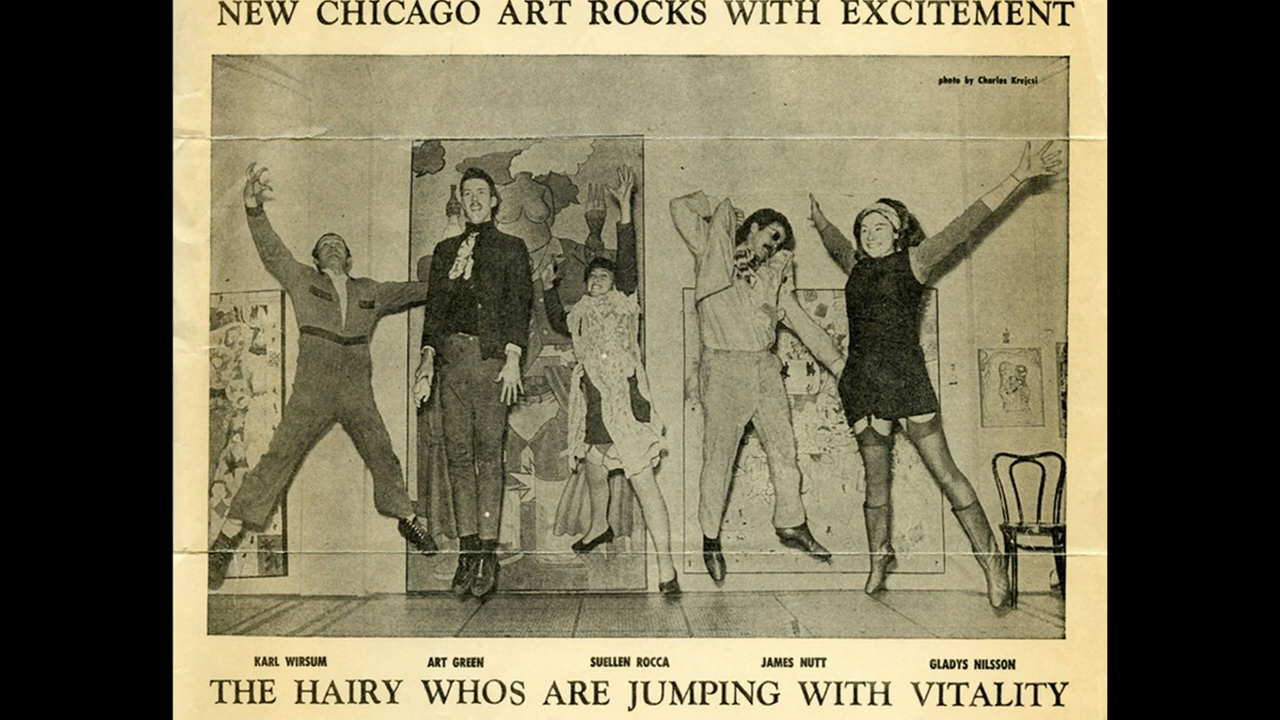 NEW CHICAGO ART ROCKS WITH EXCITEMENT
photo by Charles Krejcsi
KARL WIRSUM ART GREEN SUELLEN ROCCA JAMES NUTT GLADYS NILSSON
THE HAIRY WHOS ARE JUMPING WITH VITALITY